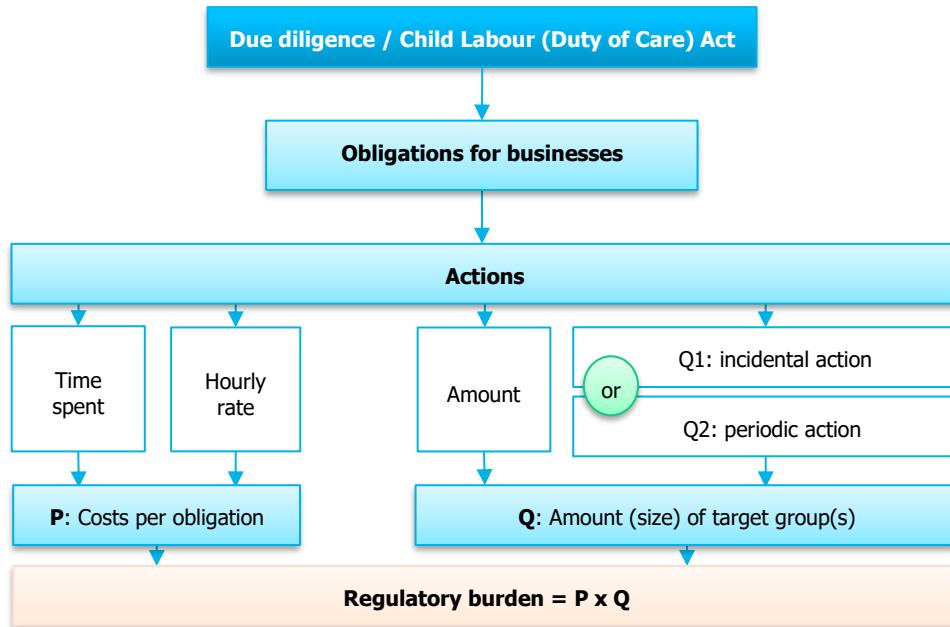 Due diligence / Child Labour (Duty of Care) Act
Obligations for businesses
Actions
Time
spent
Hourly
rate
Amount
Q1: incidental action
or
Q2: periodic action
P: Costs per obligation
Q: Amount (size) of target group(s)
Regulatory burden = P x Q